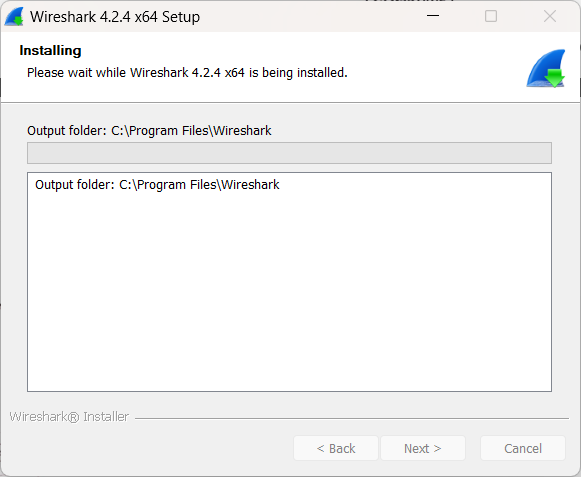 Wireshark 4.2.4 x64 Setup
Installing
Please wait while Wireshark 4.2.4 x64 is being installed.
Output folder: C:\Program Files\Wireshark
Output folder: C:\Program Files\Wireshark
Wireshark® Installer
< Back
Next >
Cancel